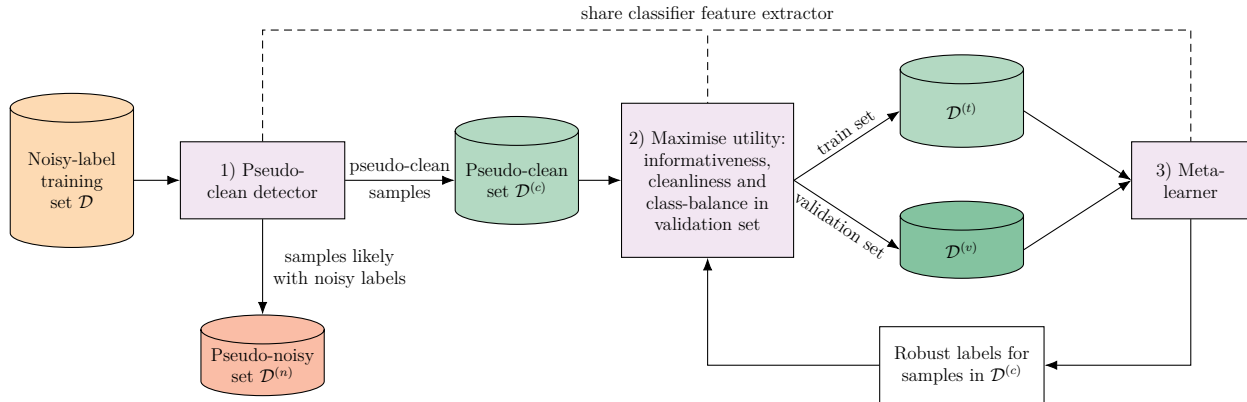 share classifier feature extractor
Noisy-label
training
set 𝒟
1) Pseudo-
clean detector
pseudo-clean
samples
samples likely
with noisy labels
Pseudo-noisy
set 𝒟⁽ⁿ⁾
Pseudo-clean
set 𝒟⁽ᶜ⁾
2) Maximise utility:
informativeness,
cleanliness and
class-balance in
validation set
train set
validation set
𝒟⁽ᵗ⁾
𝒟⁽ᵛ⁾
3) Meta-
learner
Robust labels for
samples in 𝒟⁽ᶜ⁾